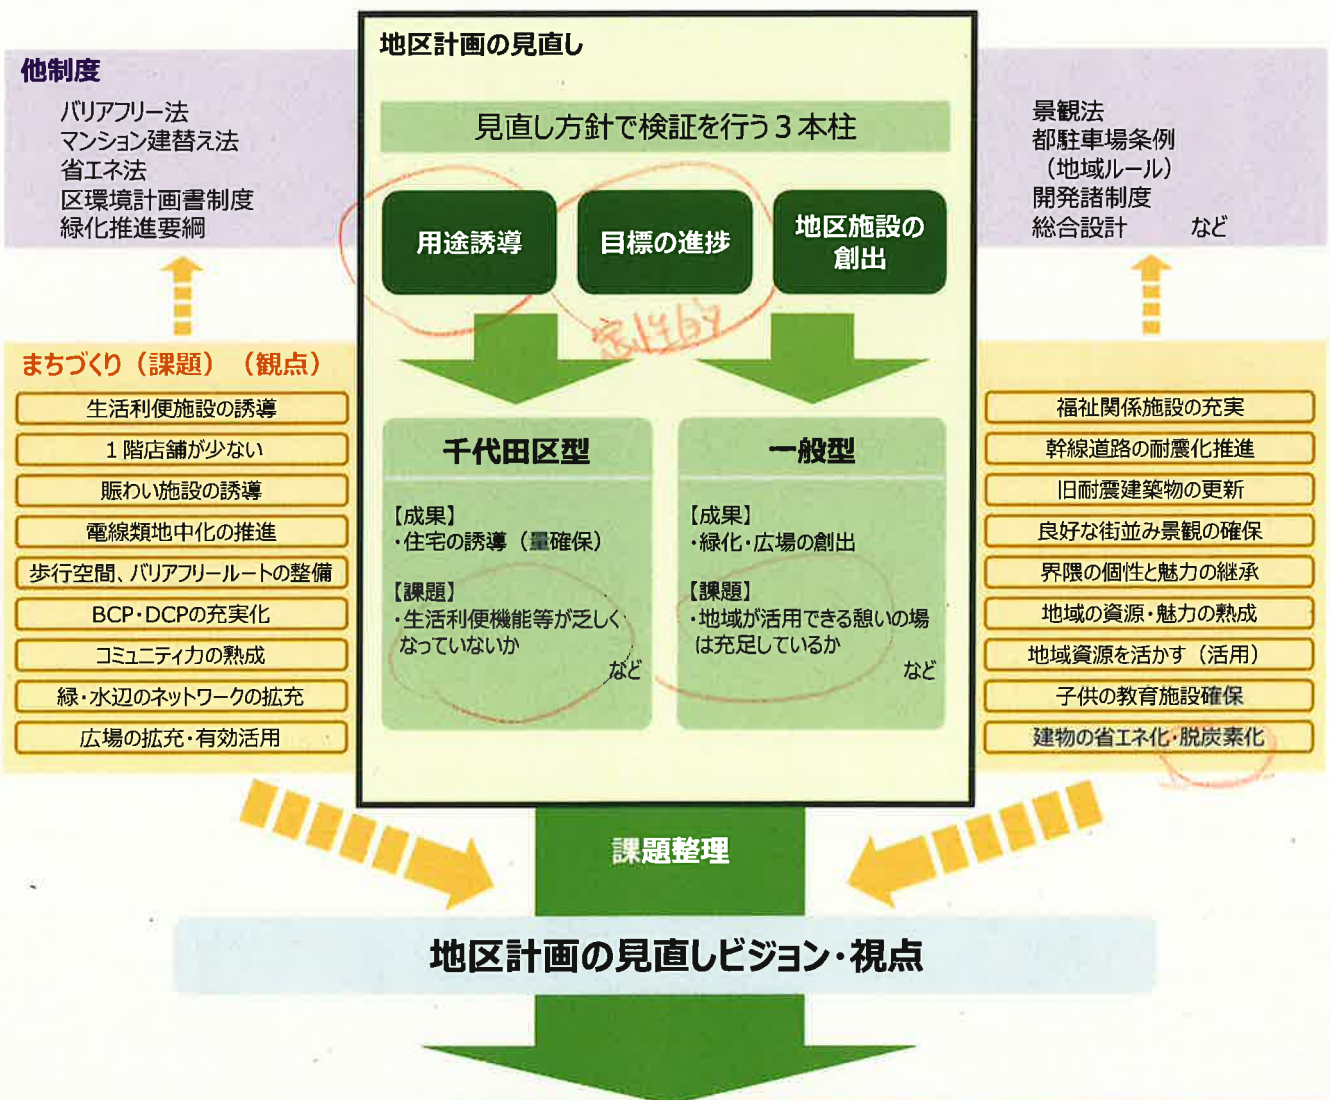 地区計画の見直し
他制度
バリアフリー法
マンション建替え法
省エネ法
区環境計画書制度
緑化推進要綱
見直し方針で検証を行う３本柱
用途誘導
目標の進捗
地区施設の
創出
景観法
都駐車場条例
（地域ルール）
開発諸制度
総合設計　　など
定性的
まちづくり（課題）（観点）
生活利便施設の誘導
１階店舗が少ない
賑わい施設の誘導
電線類地中化の推進
歩行空間、バリアフリールートの整備
BCP・DCPの充実化
コミュニティ力の熟成
緑・水辺のネットワークの拡充
広場の拡充・有効活用
千代田区型
【成果】
・住宅の誘導（量確保）
【課題】
・生活利便機能等が乏しく
なっていないか
など
一般型
【成果】
・緑化・広場の創出
【課題】
・地域が活用できる憩いの場
は充足しているか
など
福祉関係施設の充実
幹線道路の耐震化推進
旧耐震建築物の更新
良好な街並み景観の確保
界隈の個性と魅力の継承
地域の資源・魅力の熟成
地域資源を活かす（活用）
子供の教育施設確保
建物の省エネ化・脱炭素化
課題整理
地区計画の見直しビジョン・視点